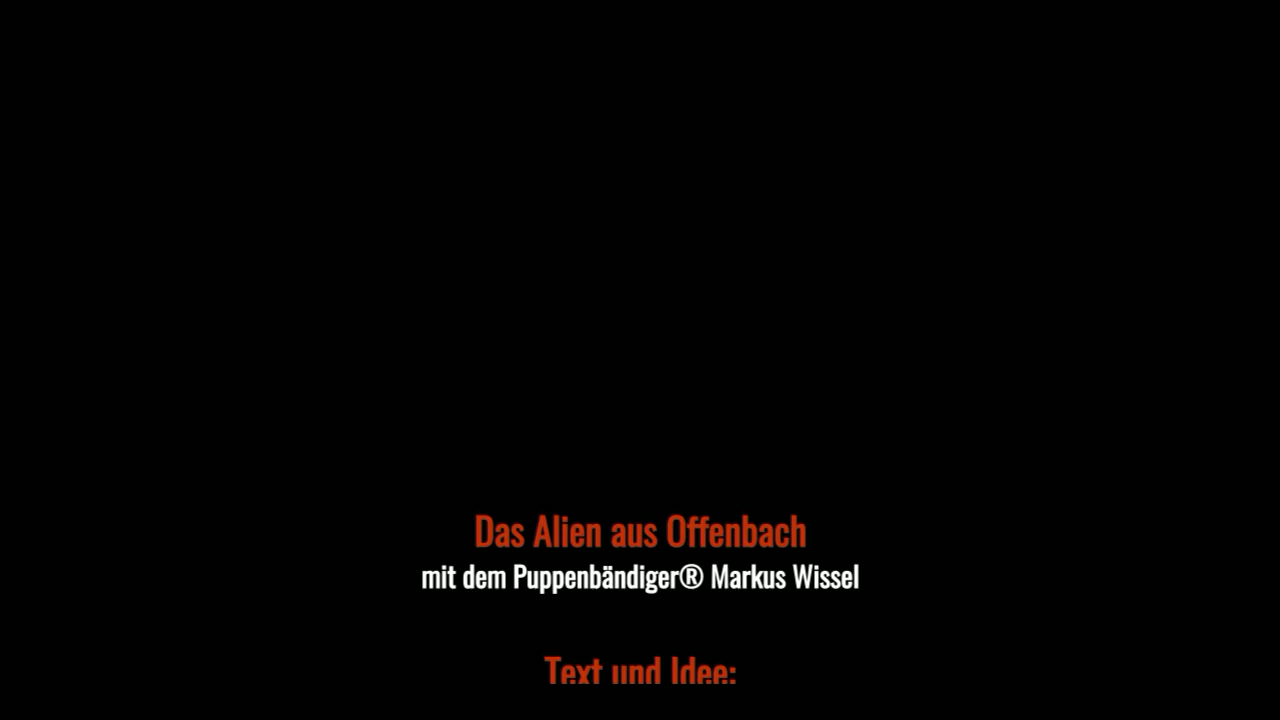 Das Alien aus Offenbach
mit dem Puppenbändiger® Markus Wissel
Text und Idee: